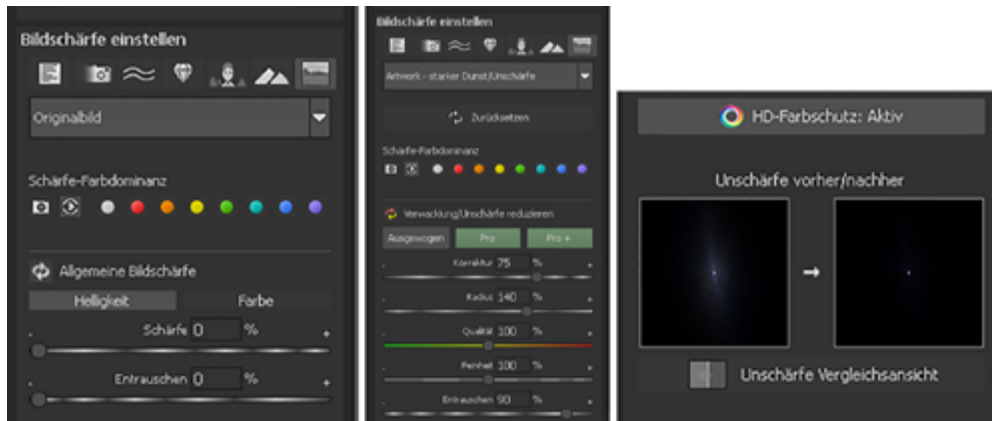 Bildschärfe einstellen
Originalbild
Schärfe-Farbdominanz
Allgemeine Bildschärfe
Helligkeit Farbe
- Schärfe 0 % +
- Entrauschen 0 % +
Bildschärfe einstellen
Artwork - starker Dunst/Unschärfe
Zurücksetzen
Schärfe-Farbdominanz
Verwacklung/Unschärfe reduzieren
Ausgewogen Pro Pro +
- Korrektur 75 % +
- Radius 140 % +
- Qualität 100 % +
- Feinheit 100 % +
- Entrauschen 90 % +
HD-Farbschutz: Aktiv
Unschärfe vorher/nachher
→
Unschärfe Vergleichsansicht